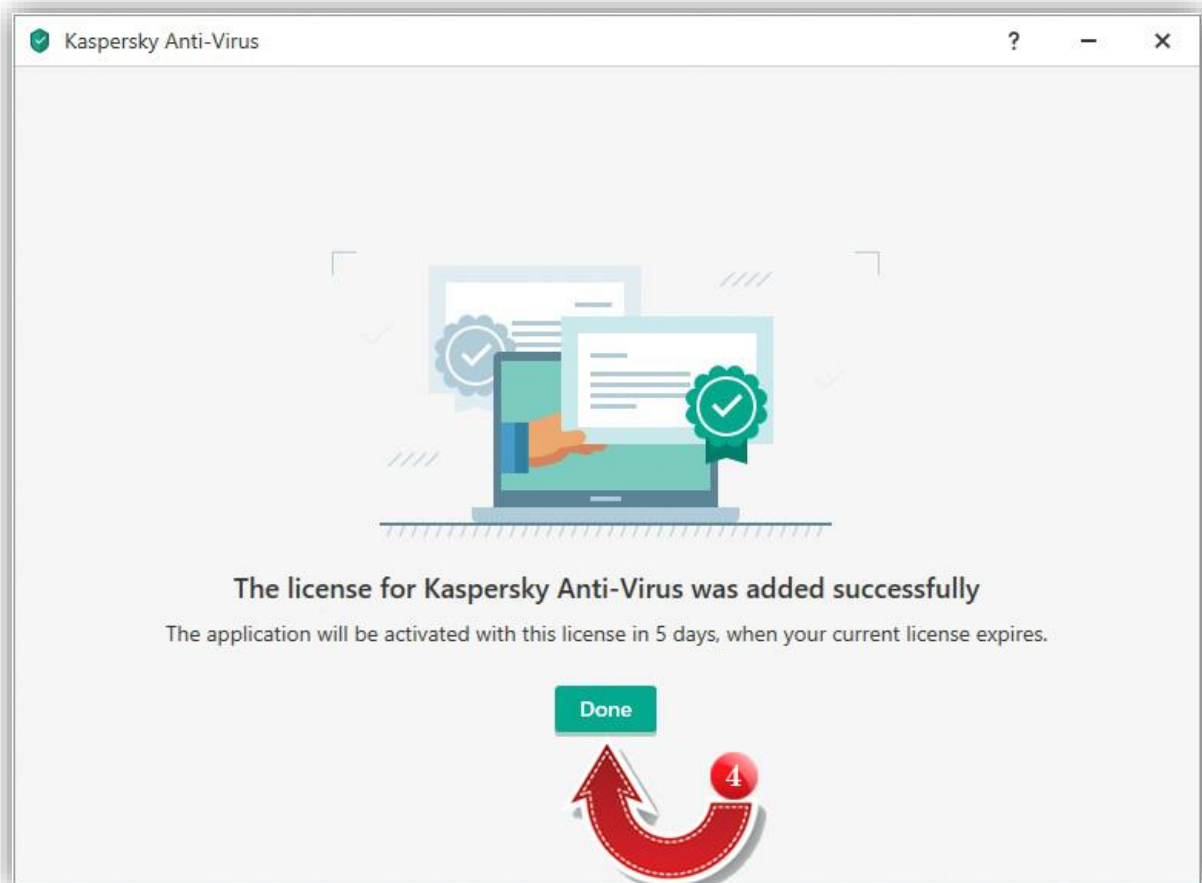 Kaspersky Anti-Virus ?
The license for Kaspersky Anti-Virus was added successfully
The application will be activated with this license in 5 days, when your current license expires.
Done
4